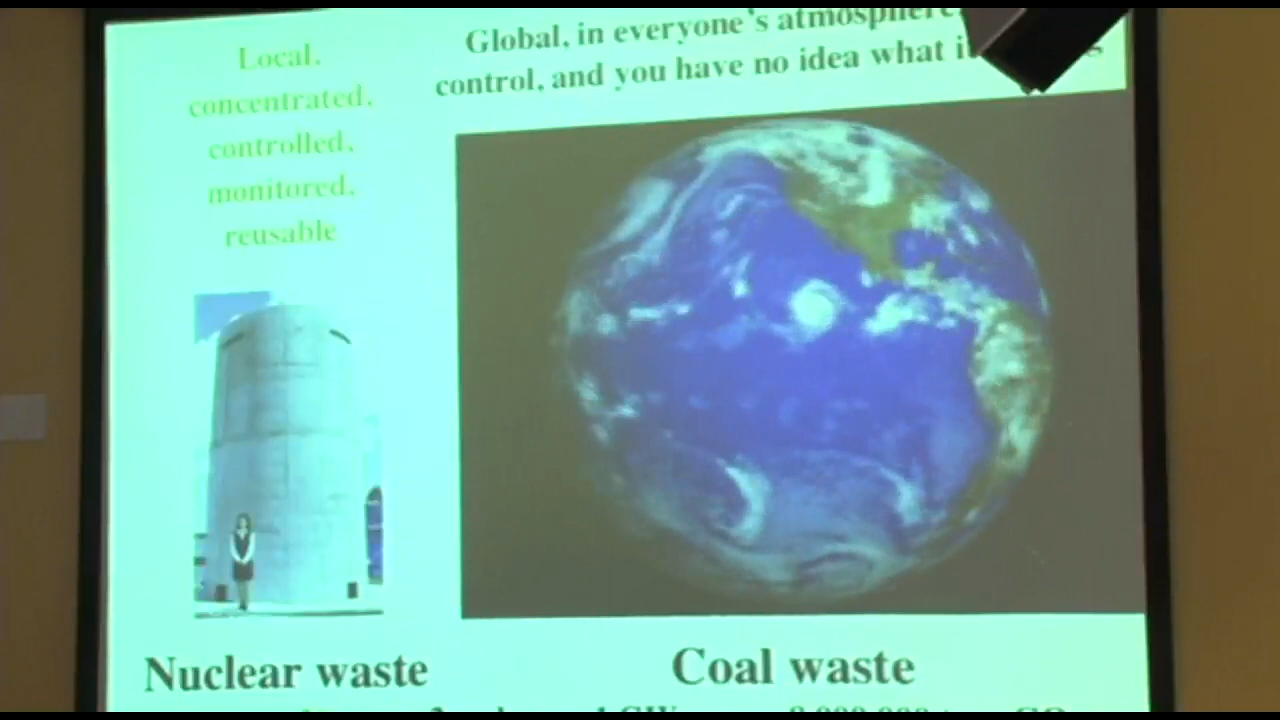 Local,
concentrated,
controlled,
monitored,
reusable
Global, in everyone's atmosphere
control, and you have no idea what
Nuclear waste
Coal waste